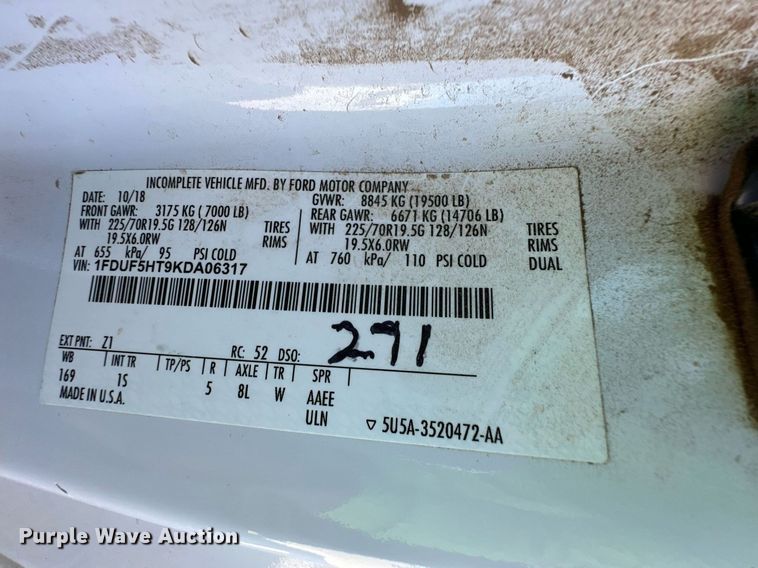 INCOMPLETE VEHICLE MFD. BY FORD MOTOR COMPANY
DATE: 10/18 GVWR: 8845 KG (19500 LB)
FRONT GAWR: 3175 KG ( 7000 LB) REAR GAWR: 6671 KG (14706 LB)
WITH 225/70R19.5G 128/126N TIRES WITH 225/70R19.5G 128/126N TIRES
19.5X6.0RW RIMS 19.5X6.0RW RIMS
AT 655 kPa/ 95 PSI COLD AT 760 kPa/ 110 PSI COLD DUAL
VIN: 1FDUF5HT9KDA06317
EXT PNT: Z1 RC: 52 DSO: 291
WB INT TR TP/PS R AXLE TR SPR
169 1S 5 8L W AAEE
MADE IN U.S.A. ULN ▽ 5U5A-3520472-AA
Purple Wave Auction